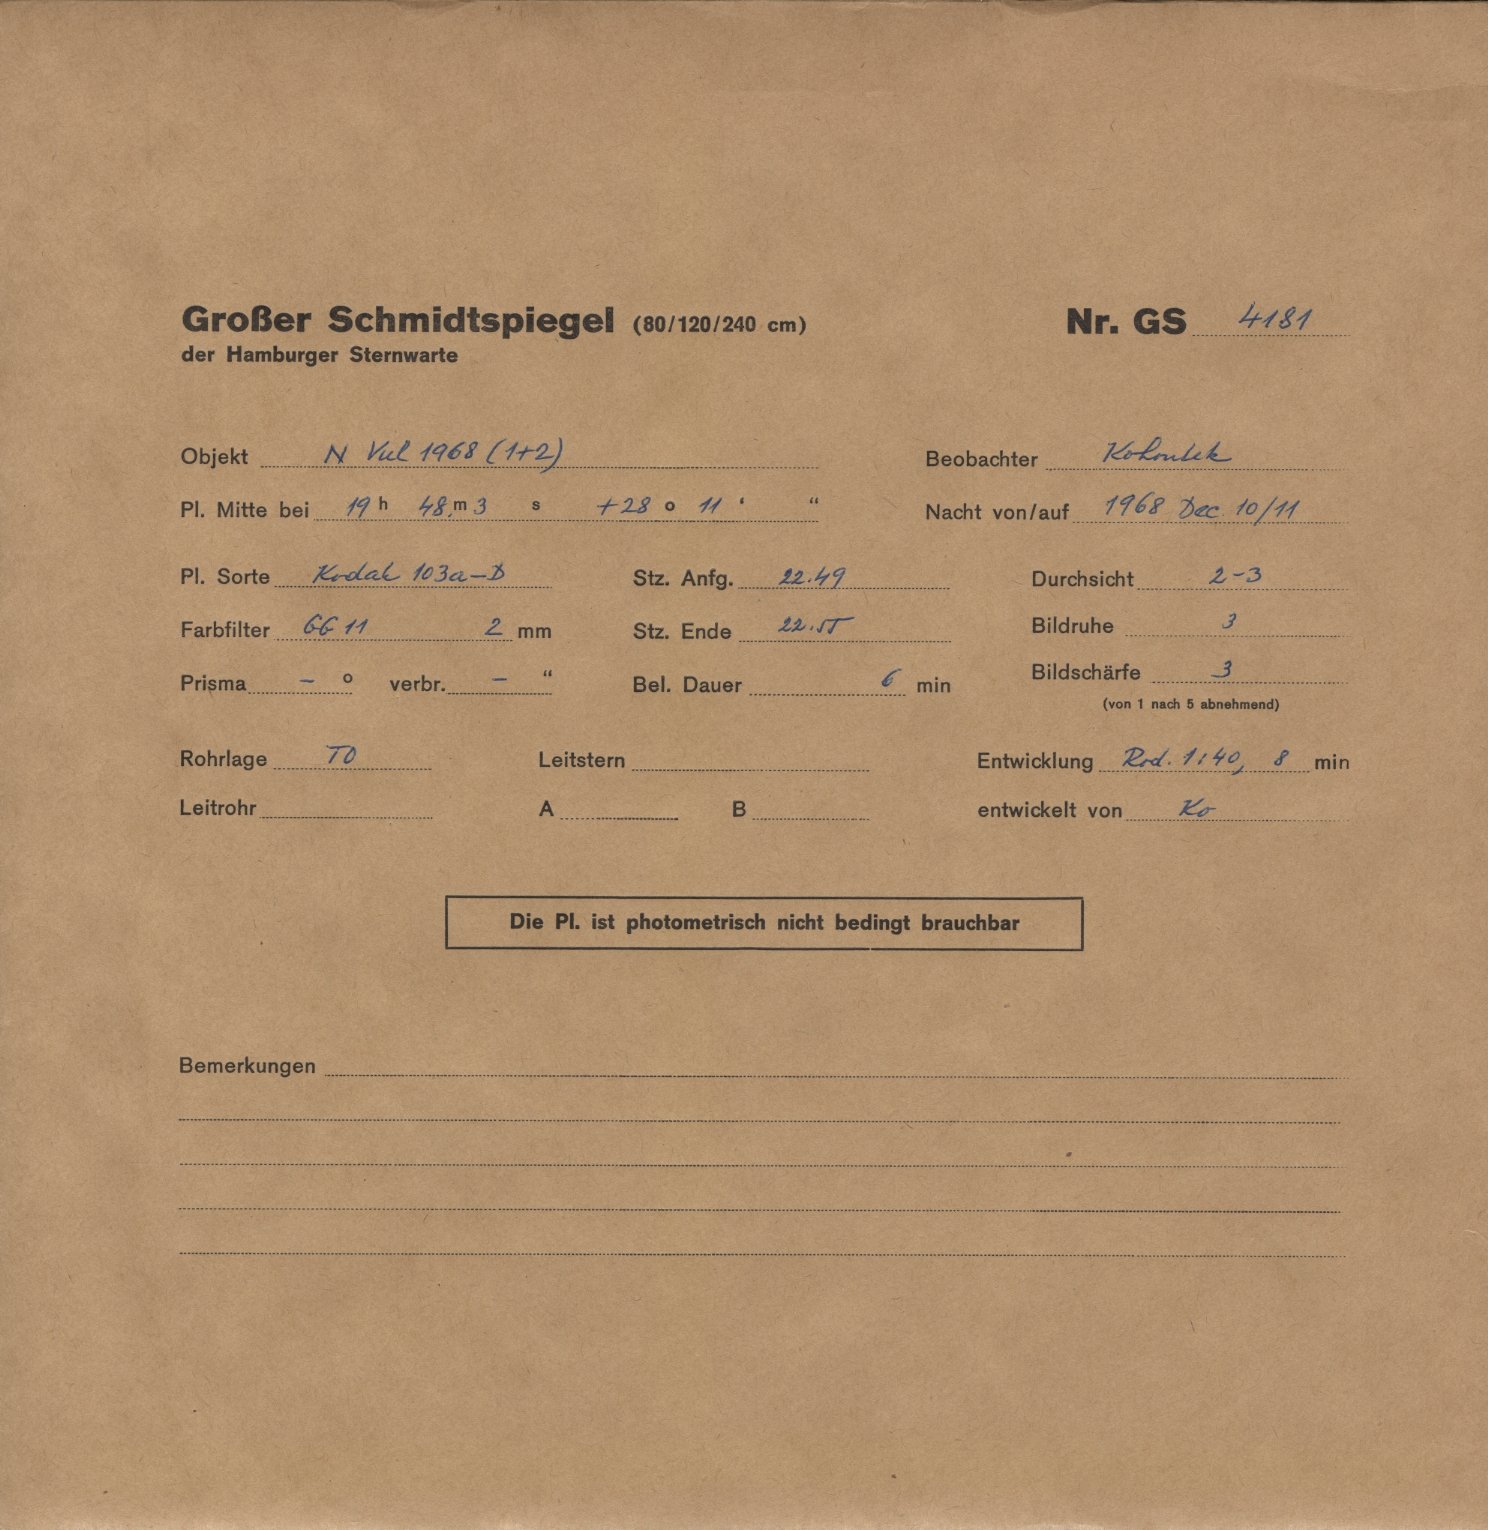 Großer Schmidtspiegel (80/120/240 cm) Nr. GS 4181
der Hamburger Sternwarte
Objekt N Vul 1968 (1+2) Beobachter Kohoutek
Pl. Mitte bei 19 h 48. m 3 s +28 o 11 ' “ Nacht von/auf 1968 Dec. 10/11
Pl. Sorte Kodak 103a-D Stz. Anfg. 22.49 Durchsicht 2-3
Farbfilter GG 11 2 mm Stz. Ende 22.55 Bildruhe 3
Prisma – o verbr. – “ Bel. Dauer 6 min Bildschärfe 3
(von 1 nach 5 abnehmend)
Rohrlage TO Leitstern Entwicklung Rod. 1:40, 8 min
Leitrohr A B entwickelt von Ko
Die Pl. ist photometrisch nicht bedingt brauchbar
Bemerkungen